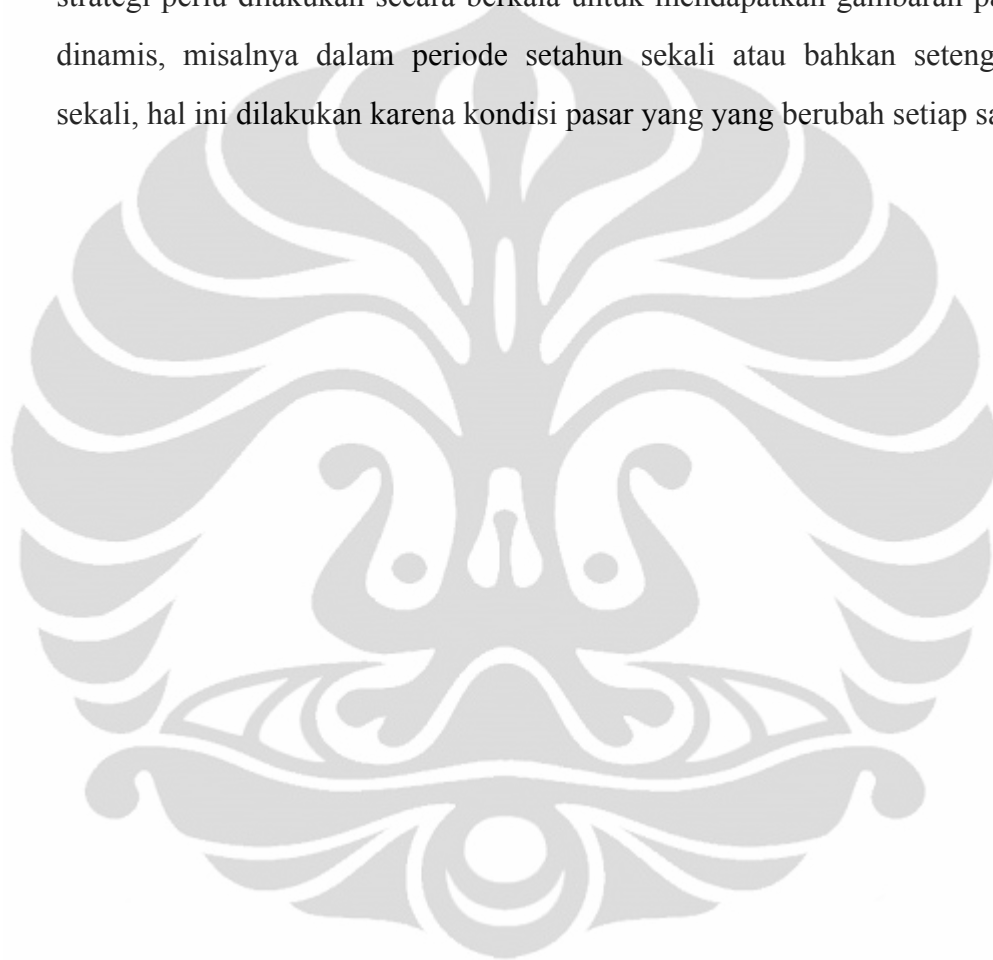 strategi perlu dilakukan secara berkala untuk mendapatkan gambaran
dinamis, misalnya dalam periode setahun sekali atau bahkan
sekali, hal ini dilakukan karena kondisi pasar yang yang berubah setiap